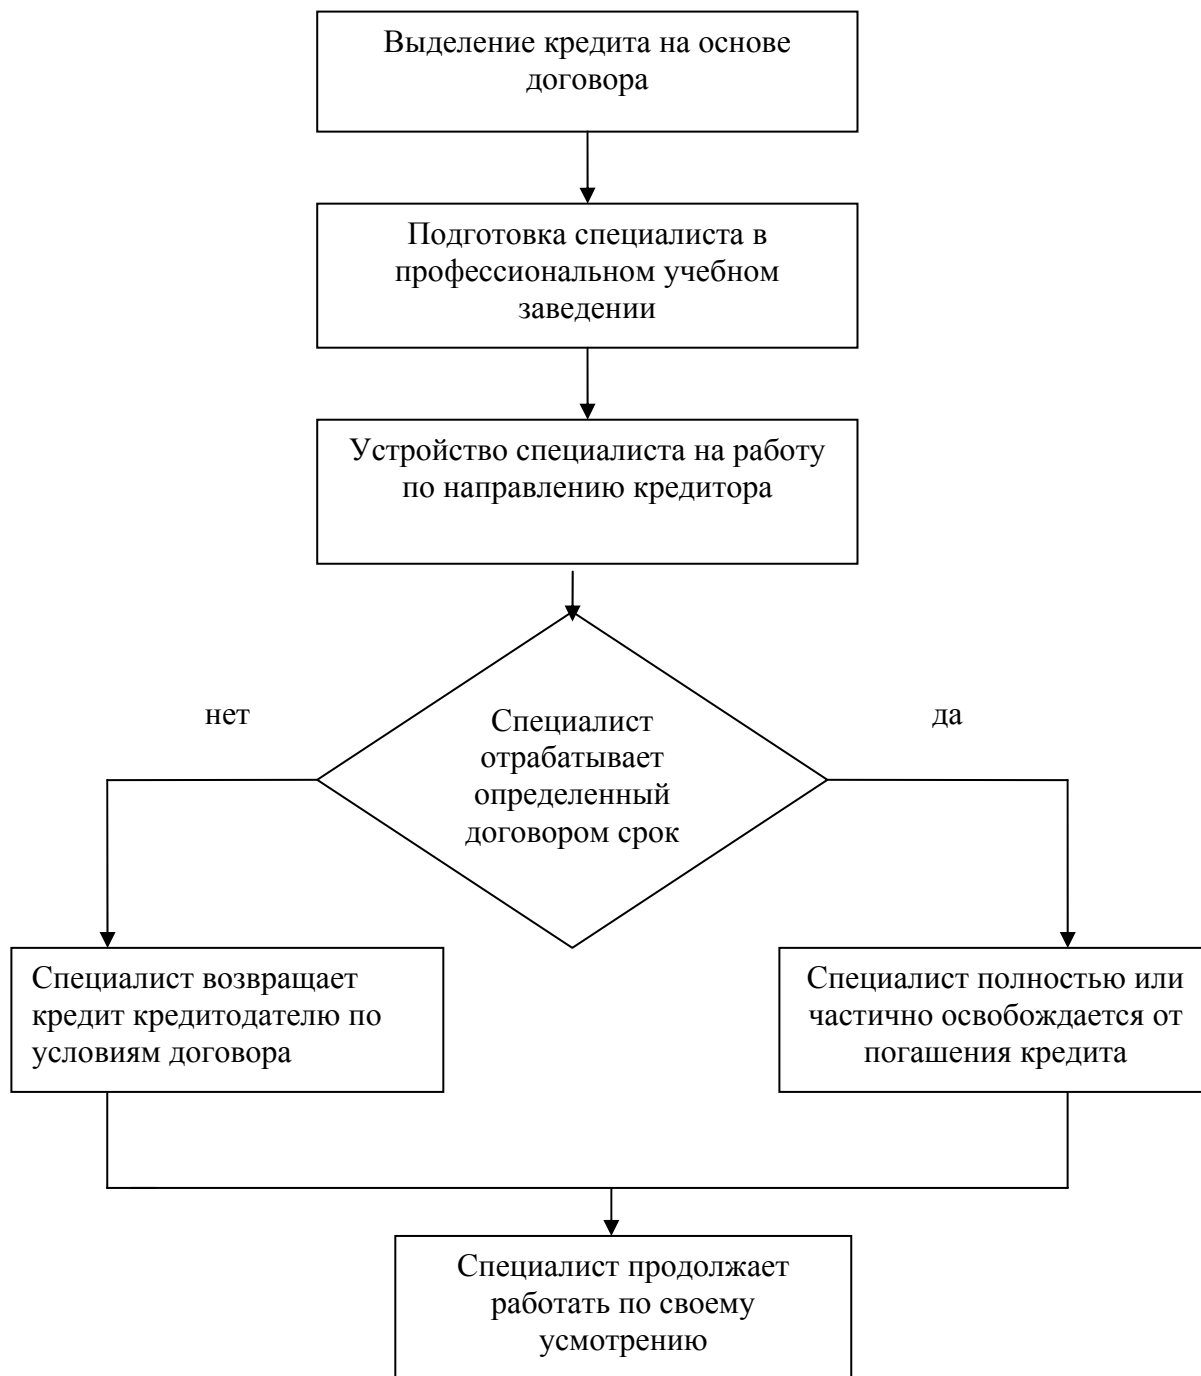 Выделение кредита на основе
договора
Подготовка специалиста в
профессиональном учебном
заведении
Устройство специалиста на работу
по направлению кредитора
нет
Специалист
отрабатывает
определенный
договором срок
да
Специалист возвращает
кредит кредитодателю по
условиям договора
Специалист полностью или
частично освобождается от
погашения кредита
Специалист продолжает
работать по своему
усмотрению